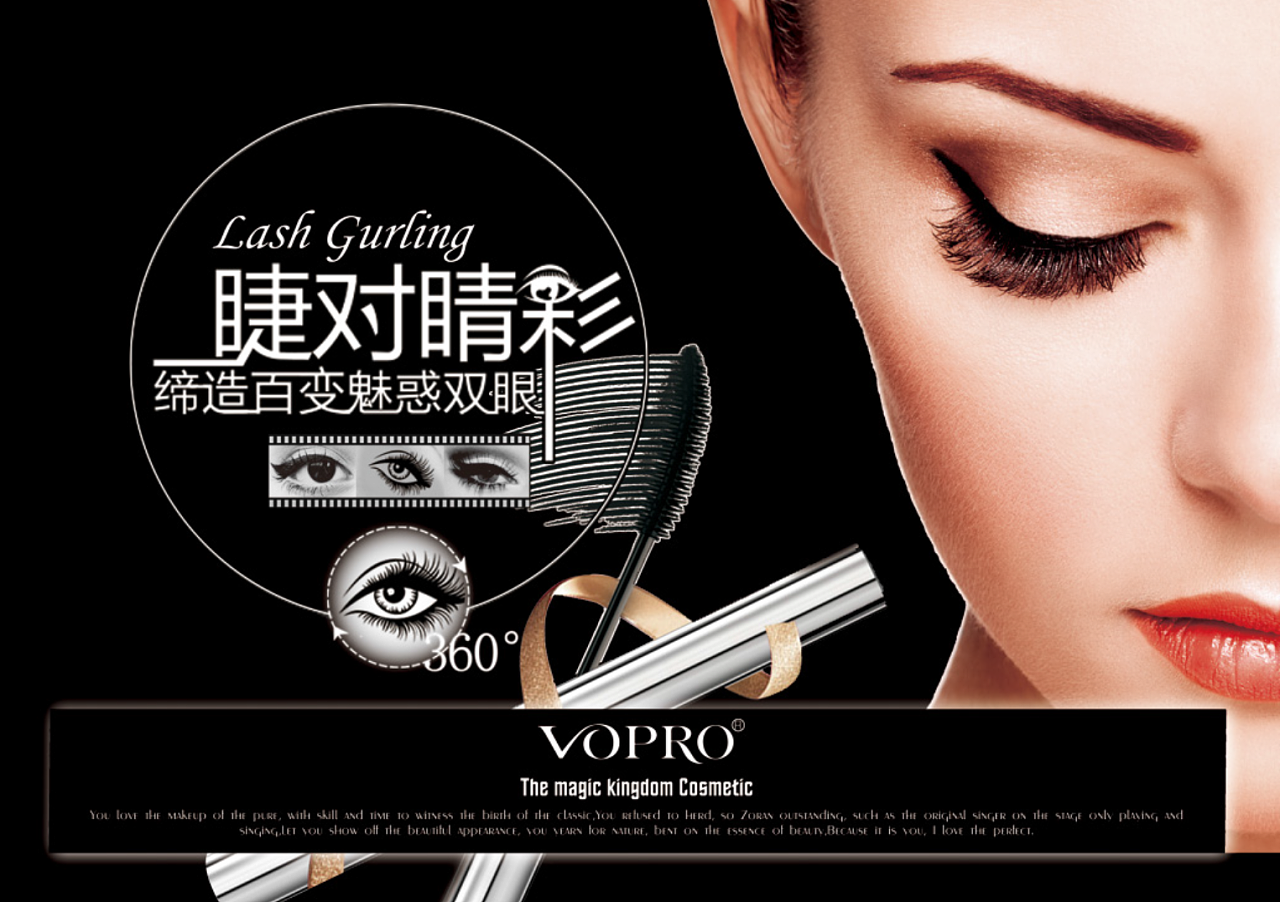 Lash Gurling
睫对睛彩
缔造百变魅惑双眼
360°
VOPRO®
The magic kingdom Cosmetic
You love the makeup of the pure, with skill and time to witness the birth of the classic,You refused to herd, so Zoran outstanding, such as the original singer on the stage only playing and
singing,Let you show off the beautiful appearance, you yearn for nature, bent on the essence of beauty,Because it is you, I love the perfect.